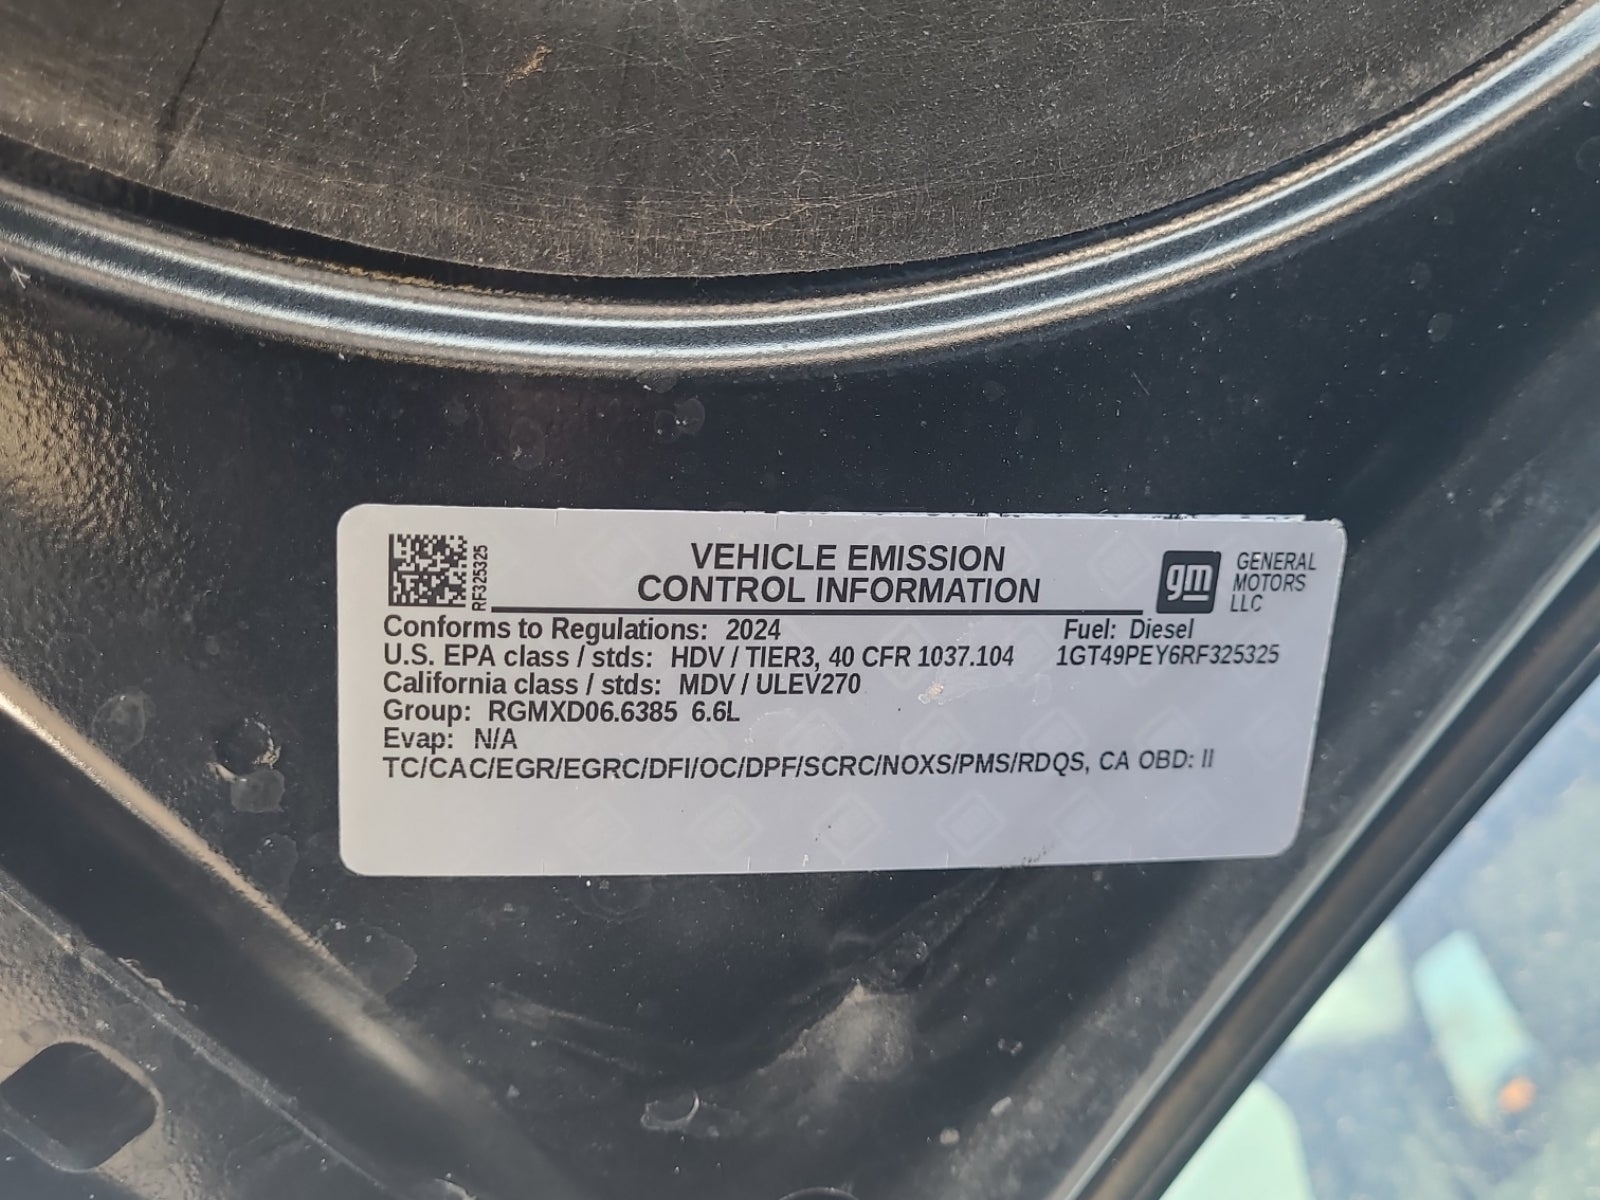 RF325325
VEHICLE EMISSION
CONTROL INFORMATION
gm
GENERAL
MOTORS
LLC
Conforms to Regulations: 2024
Fuel: Diesel
U.S. EPA class / stds: HDV / TIER3, 40 CFR 1037.104
1GT49PEY6RF325325
California class / stds: MDV / ULEV270
Group: RGMXD06.6385 6.6L
Evap: N/A
TC/CAC/EGR/EGRC/DFI/OC/DPF/SCRC/NOXS/PMS/RDQS, CA OBD: II